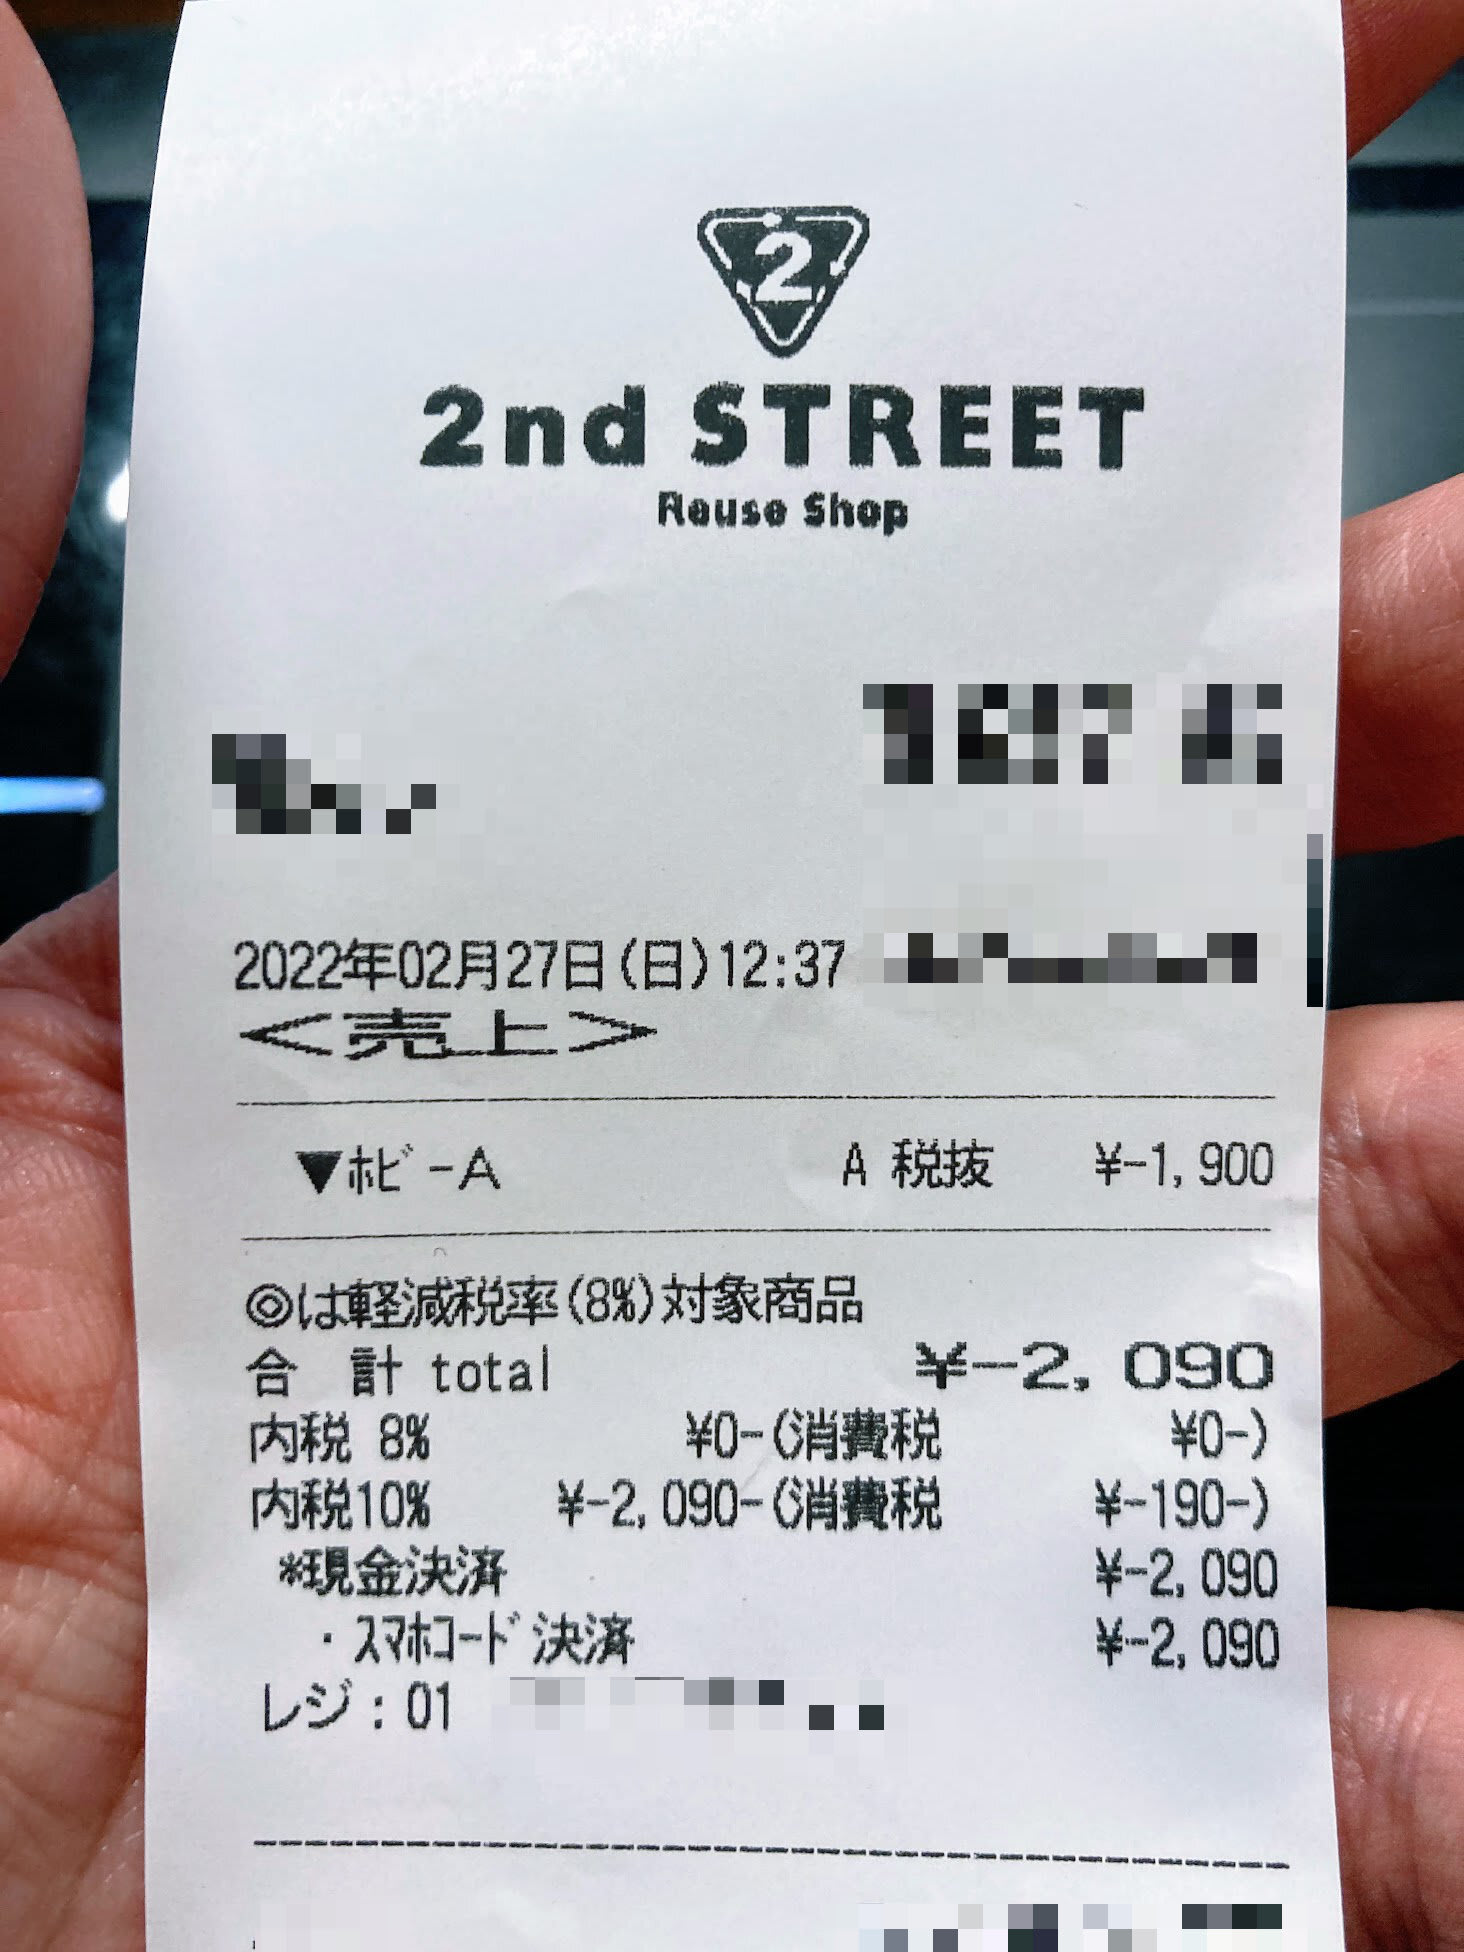 2
2nd STREET
Reuse Shop
2022年02月27日(日)12:37
<売上>
▼ホビーA A 税抜 ¥-1,900
◎は軽減税率(8%)対象商品
合 計 total ¥-2,090
内税 8% ¥0-(消費税 ¥0-)
内税10% ¥-2,090-(消費税 ¥-190-)
*現金決済 ¥-2,090
・スマホコード決済 ¥-2,090
レジ:01